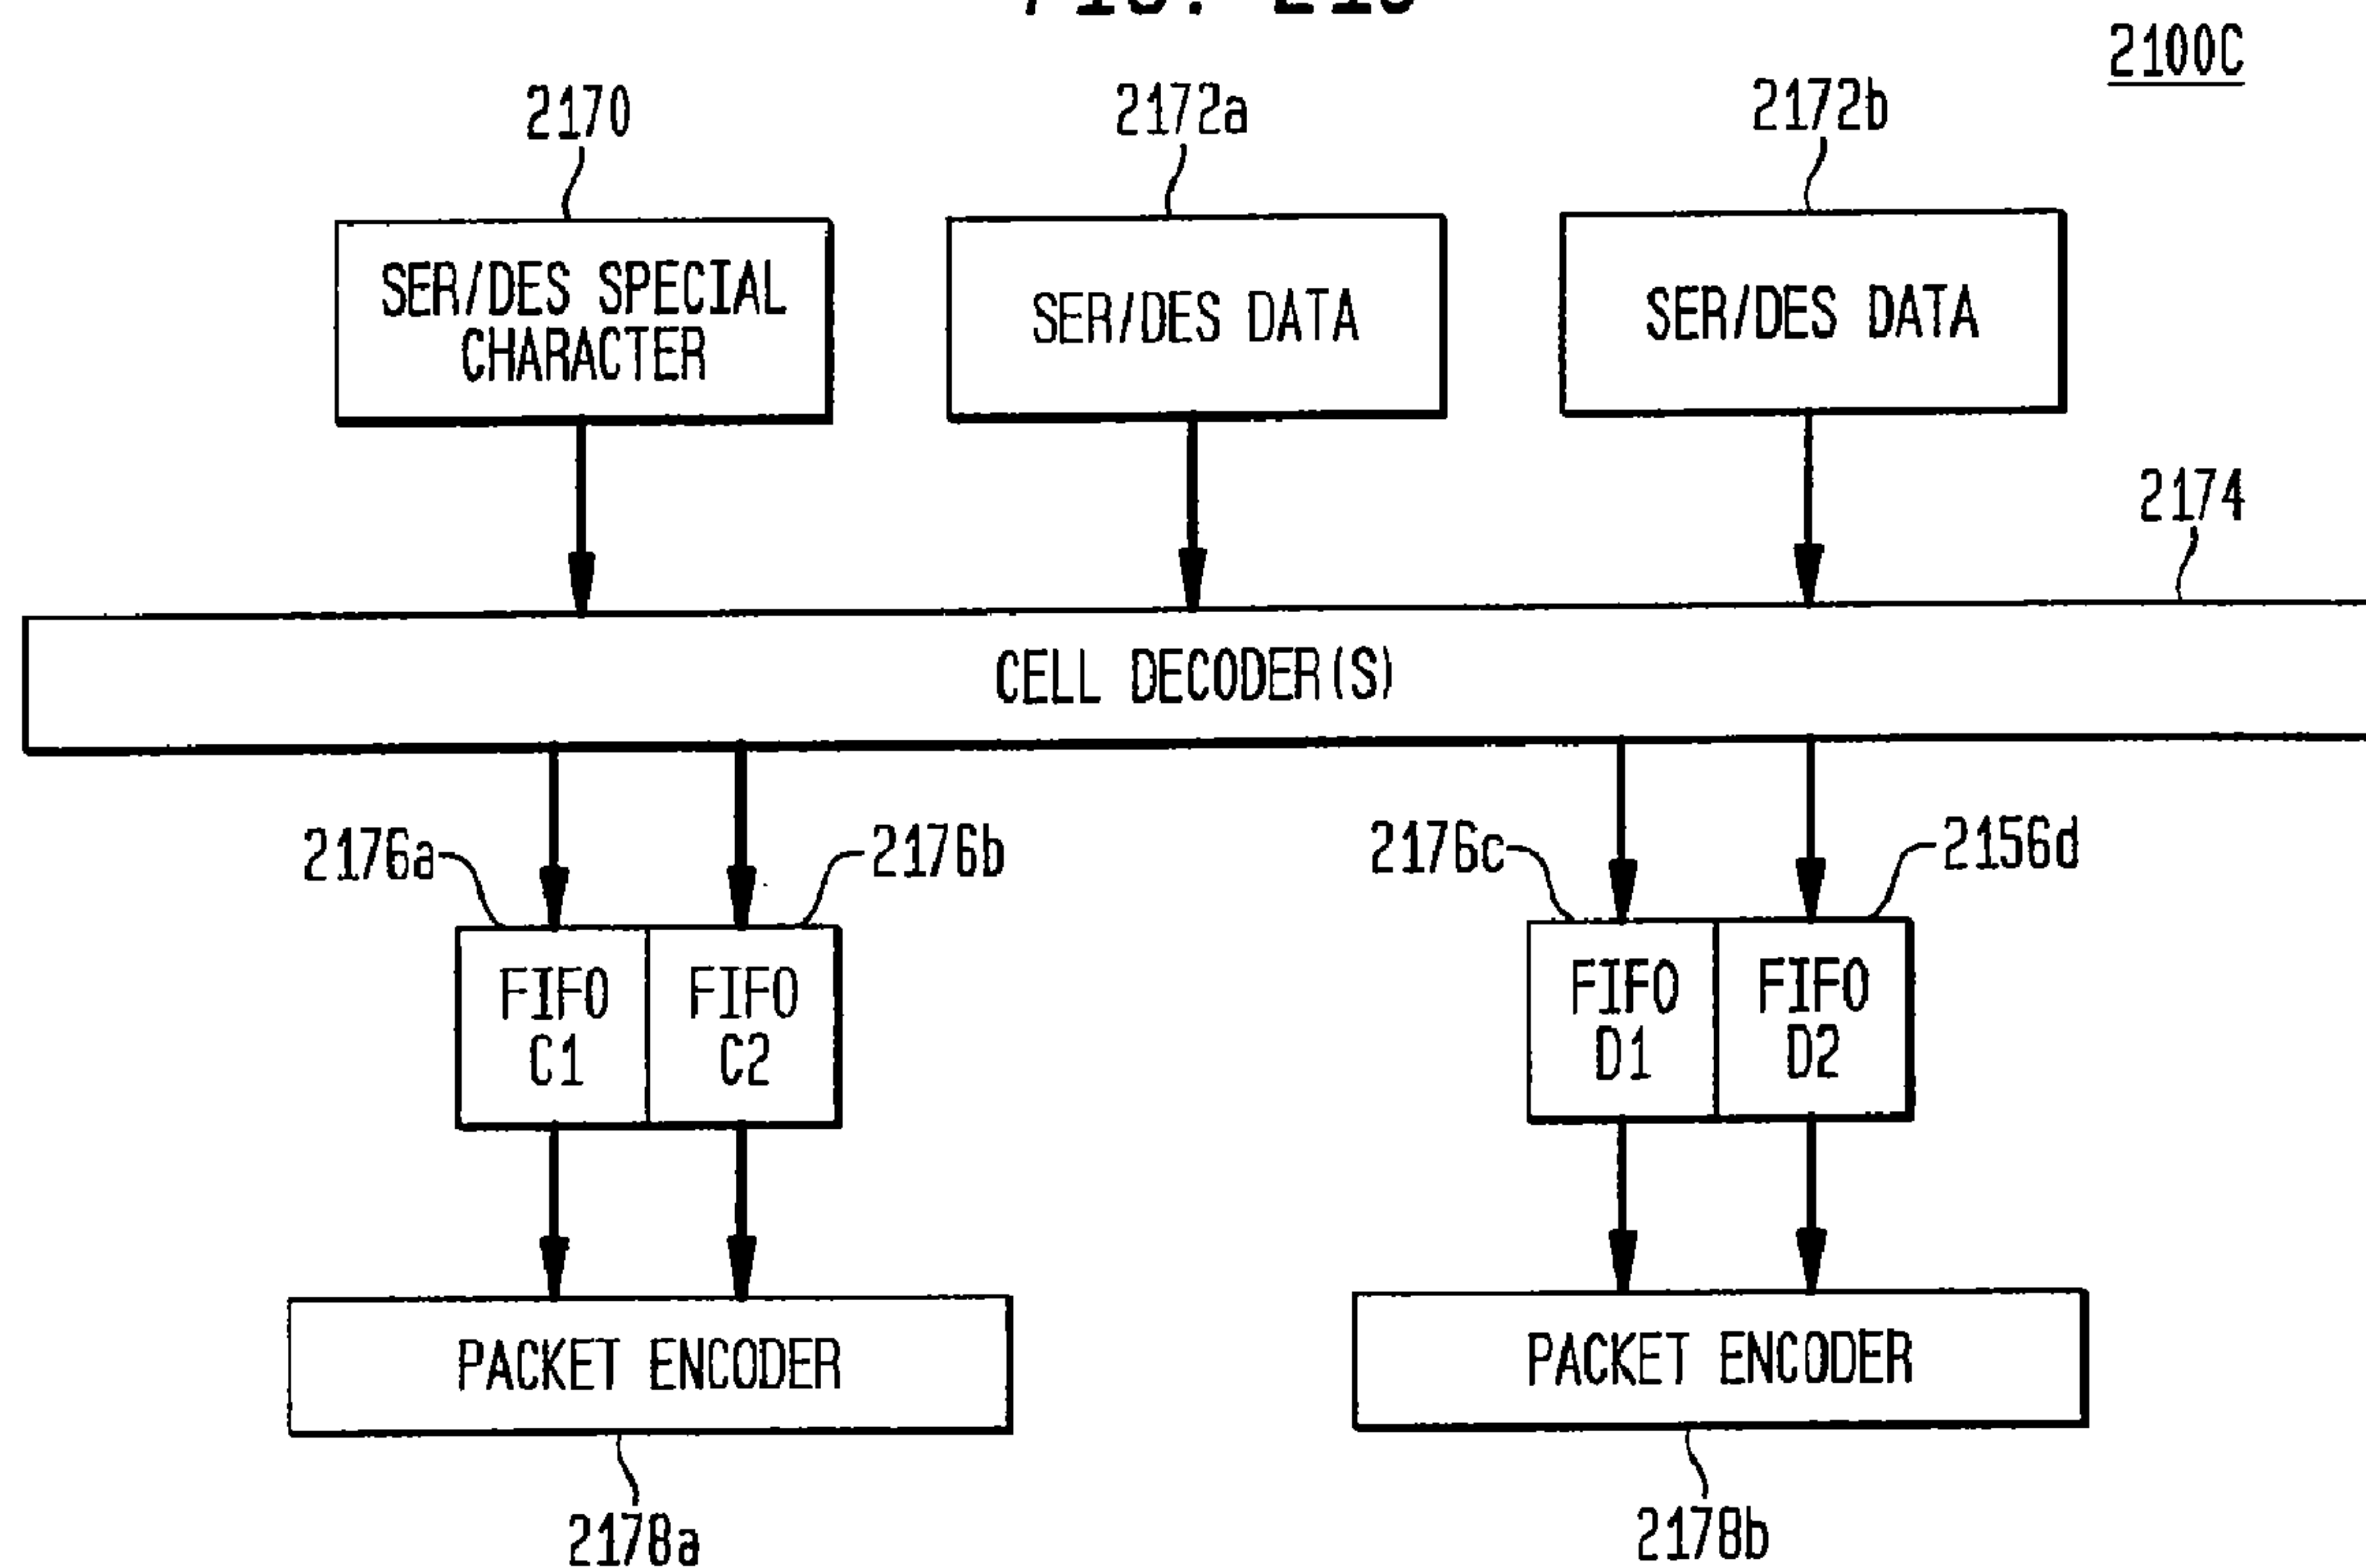 2100C
2170
2172a
2172b
SER/DES SPECIAL
CHARACTER
SER/DES DATA
SER/DES DATA
2174
CELL DECODER(S)
2176a
2176b
2176c
2156d
FIFO
C1
FIFO
C2
FIFO
D1
FIFO
D2
PACKET ENCODER
PACKET ENCODER
2178a
2178b